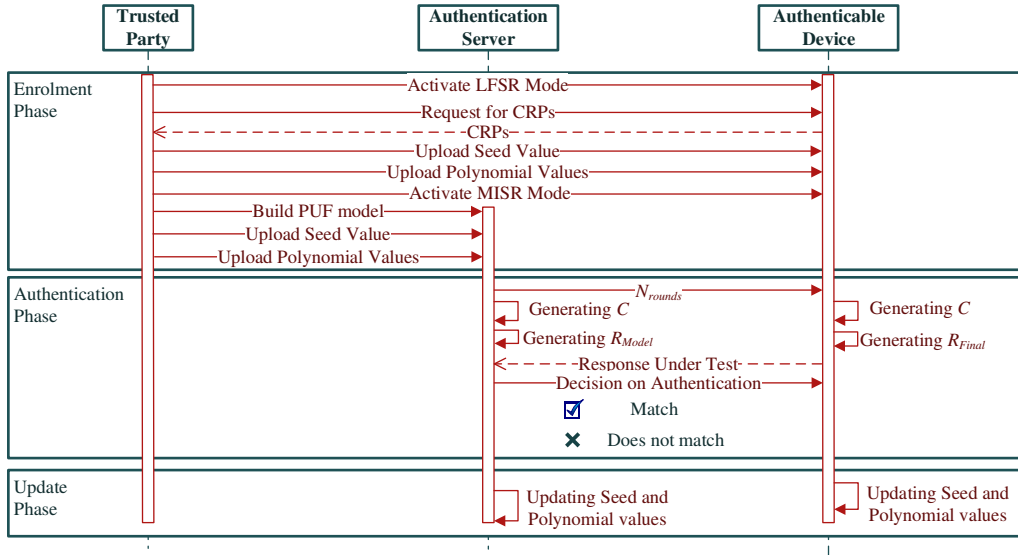 Trusted
Party
Authentication
Server
Authenticable
Device
Enrolment
Phase
Activate LFSR Mode
Request for CRPs
CRPs
Upload Seed Value
Upload Polynomial Values
Activate MISR Mode
Build PUF model
Upload Seed Value
Upload Polynomial Values
Authentication
Phase
N_rounds
Generating C
Generating C
Generating R_Model
Generating R_Final
Response Under Test
Decision on Authentication
Match
Does not match
Update
Phase
Updating Seed and
Polynomial values
Updating Seed and
Polynomial values